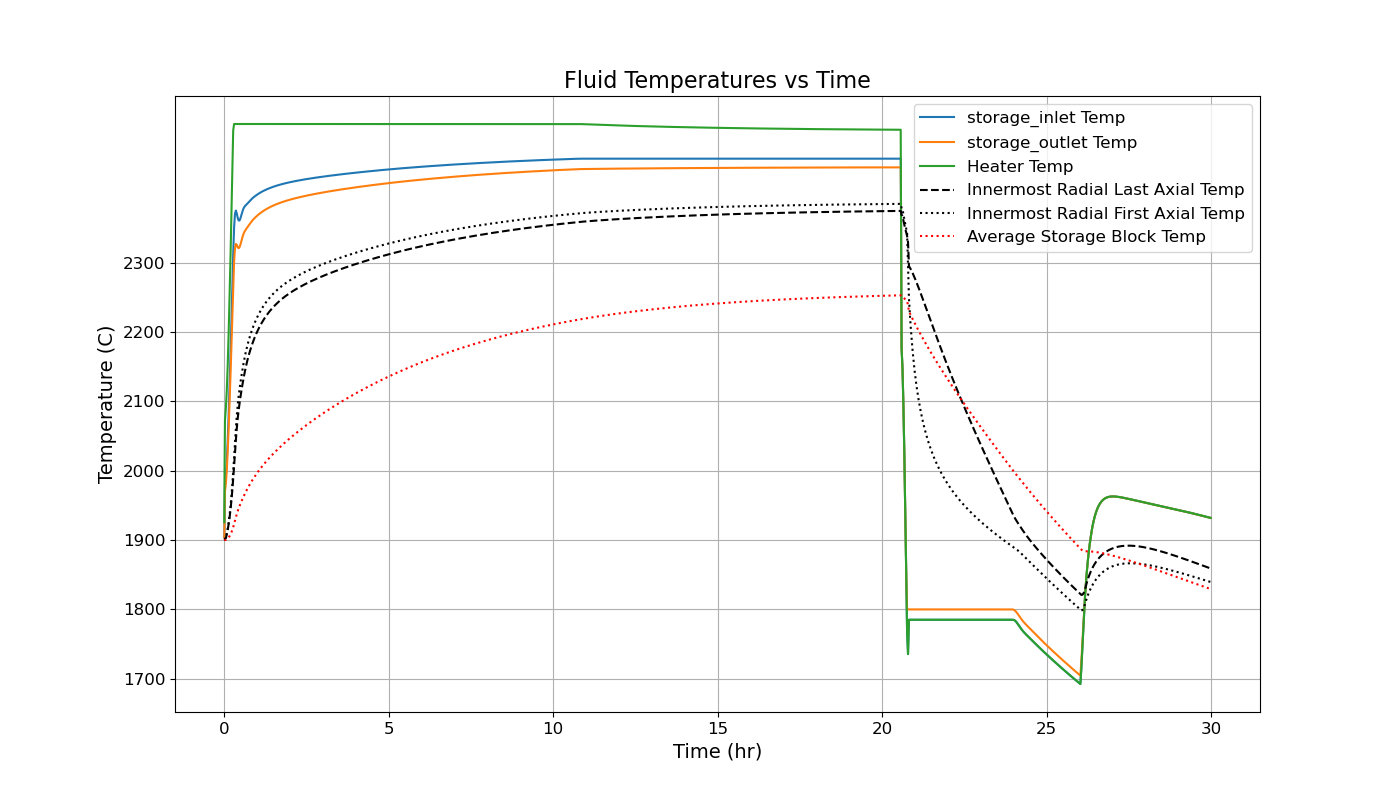 Fluid Temperatures vs Time
storage_inlet Temp
storage_outlet Temp
Heater Temp
Innermost Radial Last Axial Temp
Innermost Radial First Axial Temp
Average Storage Block Temp
Temperature (C)
2300
2200
2100
2000
1900
1800
1700
0 5 10 15 20 25 30
Time (hr)